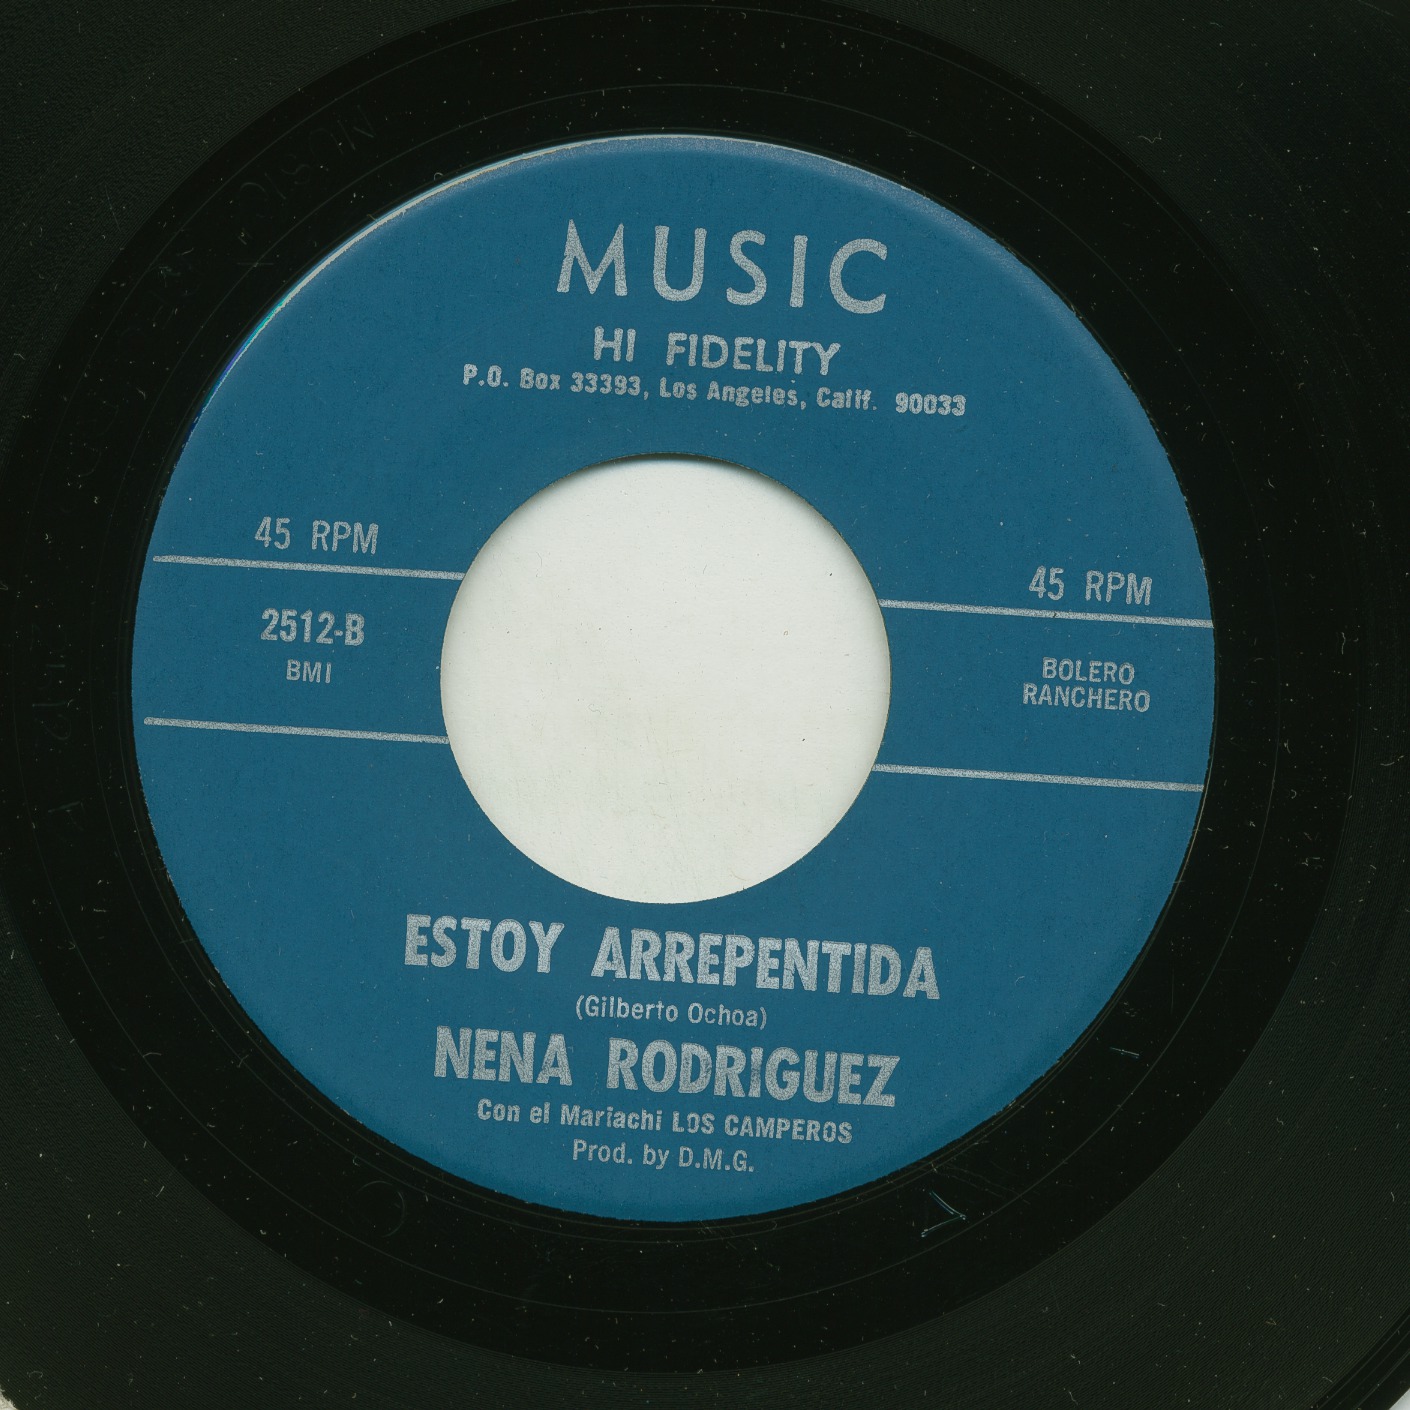 MUSIC
HI FIDELITY
P.O. Box 33393, Los Angeles, Calif. 90033
45 RPM
2512-B
BMI
45 RPM
BOLERO
RANCHERO
ESTOY ARREPENTIDA
(Gilberto Ochoa)
NENA RODRIGUEZ
Con el Mariachi LOS CAMPEROS
Prod. by D.M.G.